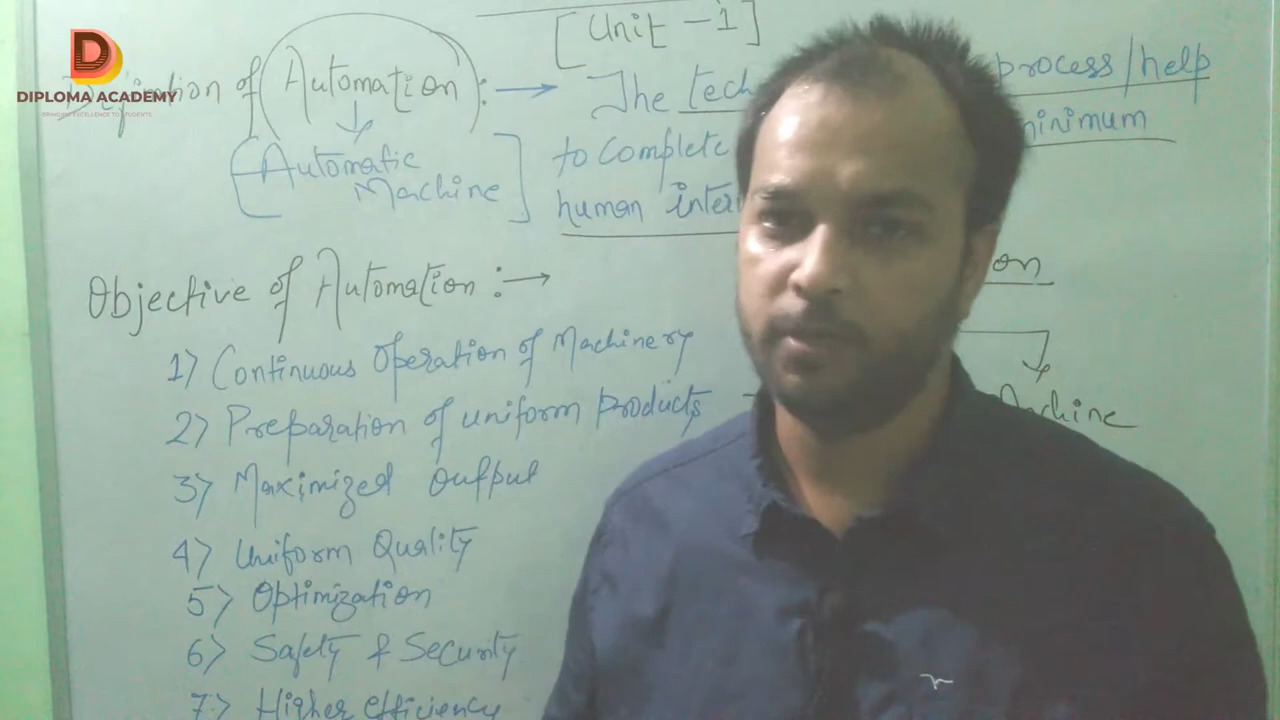 [ Unit - 1 ]
DIPLOMA ACADEMY
of Automation :→ The tech process/help
Automatic Machine
to complete minimum
human inter
Objective of Automation :→
on
1) Continuous Operation of Machinery
2) Preparation of uniform products
Machine
3) Maximized output
4) Uniform Quality
5) Optimization
6) Safety & Security
7) Higher efficiency